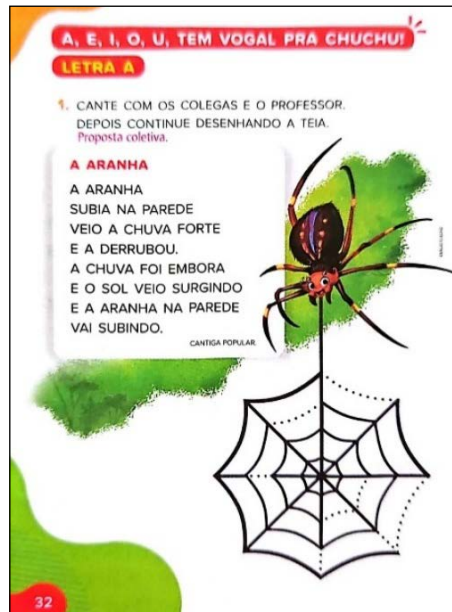 A, E, I, O, U, TEM VOGAL PRA CHUCHU!
LETRA A
1. CANTE COM OS COLEGAS E O PROFESSOR.
DEPOIS CONTINUE DESENHANDO A TEIA.
Proposta coletiva.
A ARANHA
A ARANHA
SUBIA NA PAREDE
VEIO A CHUVA FORTE
E A DERRUBOU.
A CHUVA FOI EMBORA
E O SOL VEIO SURGINDO
E A ARANHA NA PAREDE
VAI SUBINDO.
CANTIGA POPULAR.
32